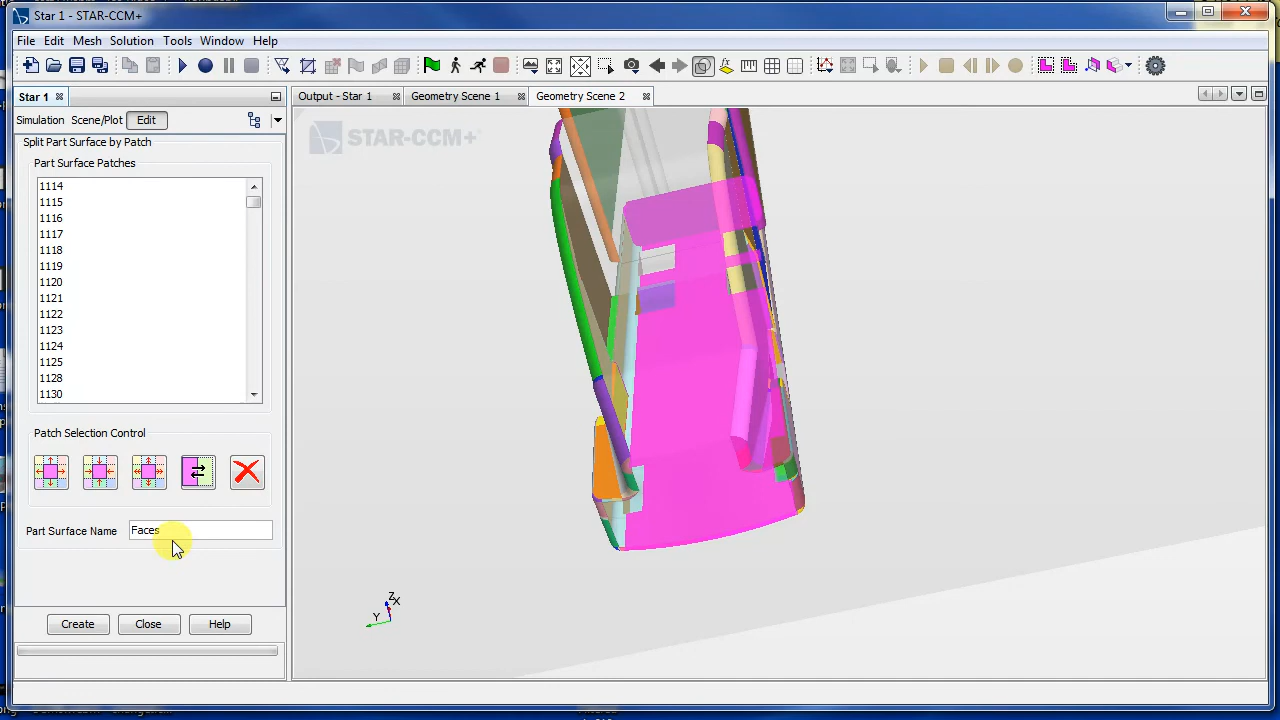 Star 1 - STAR-CCM+
File Edit Mesh Solution Tools Window Help
Star 1
Output - Star 1
Geometry Scene 1
Geometry Scene 2
Simulation Scene/Plot Edit
Split Part Surface by Patch
Part Surface Patches
1114
1115
1116
1117
1118
1119
1120
1121
1122
1123
1124
1125
1128
1130
Patch Selection Control
Part Surface Name Faces
Create Close Help
STAR-CCM+
Z
X
Y